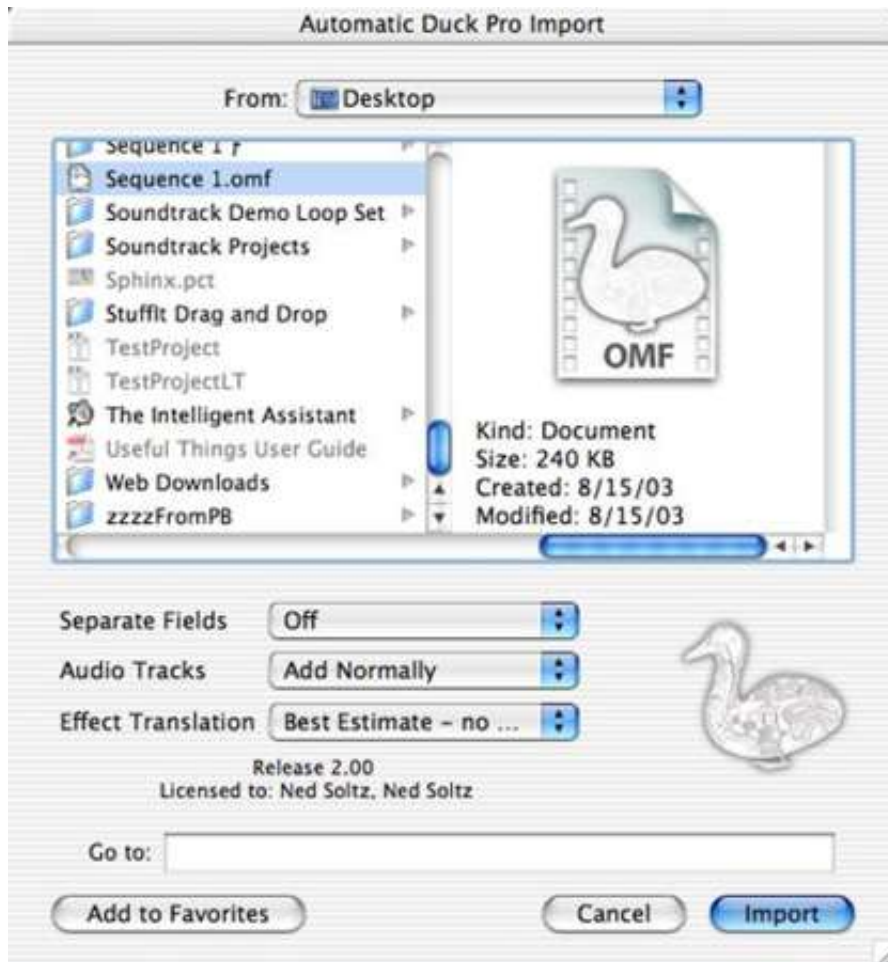 Automatic Duck Pro Import
From: Desktop
Sequence 1 f
Sequence 1.omf
Soundtrack Demo Loop Set
Soundtrack Projects
Sphinx.pct
StuffIt Drag and Drop
TestProject
TestProjectLT
The Intelligent Assistant
Useful Things User Guide
Web Downloads
zzzzFromPB
OMF
Kind: Document
Size: 240 KB
Created: 8/15/03
Modified: 8/15/03
Separate Fields Off
Audio Tracks Add Normally
Effect Translation Best Estimate – no ...
Release 2.00
Licensed to: Ned Soltz, Ned Soltz
Go to:
Add to Favorites Cancel Import